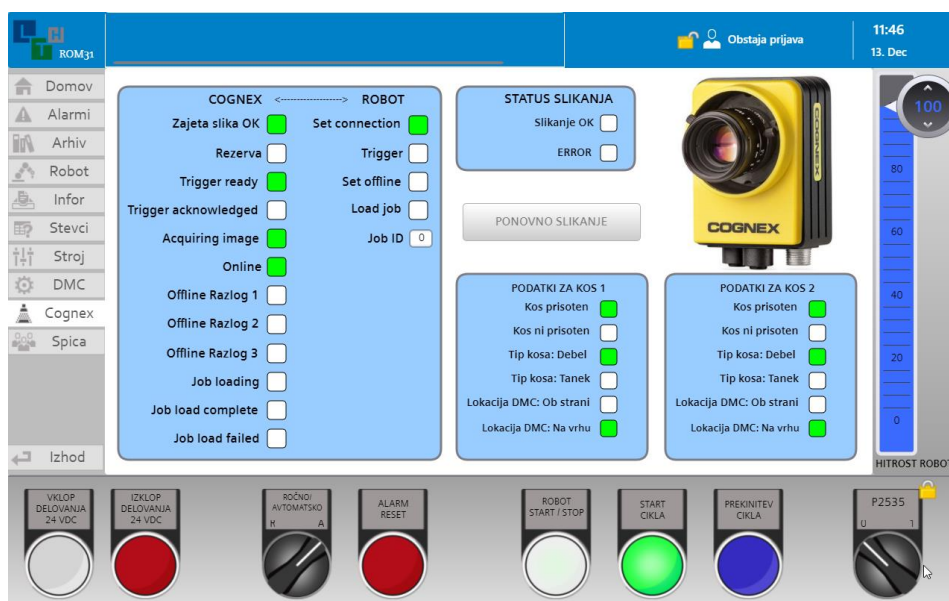 LTH
ROM31
Obstaja prijava
11:46
13. Dec
Domov
Alarmi
Arhiv
Robot
Infor
Stevci
Stroj
DMC
Cognex
Spica
Izhod
COGNEX <------------------> ROBOT
Zajeta slika OK
Rezerva
Trigger ready
Trigger acknowledged
Acquiring image
Online
Offline Razlog 1
Offline Razlog 2
Offline Razlog 3
Job loading
Job load complete
Job load failed
Set connection
Trigger
Set offline
Load job
Job ID 0
STATUS SLIKANJA
Slikanje OK
ERROR
PONOVNO SLIKANJE
COGNEX
COGNEX
PODATKI ZA KOS 1
Kos prisoten
Kos ni prisoten
Tip kosa: Debel
Tip kosa: Tanek
Lokacija DMC: Ob strani
Lokacija DMC: Na vrhu
PODATKI ZA KOS 2
Kos prisoten
Kos ni prisoten
Tip kosa: Debel
Tip kosa: Tanek
Lokacija DMC: Ob strani
Lokacija DMC: Na vrhu
100
80
60
40
20
0
HITROST ROBO
VKLOP
DELOVANJA
24 VDC
IZKLOP
DELOVANJA
24 VDC
ROČNO/
AVTOMATSKO
R A
ALARM
RESET
ROBOT
START / STOP
START
CIKLA
PREKINITEV
CIKLA
P2535
0 1